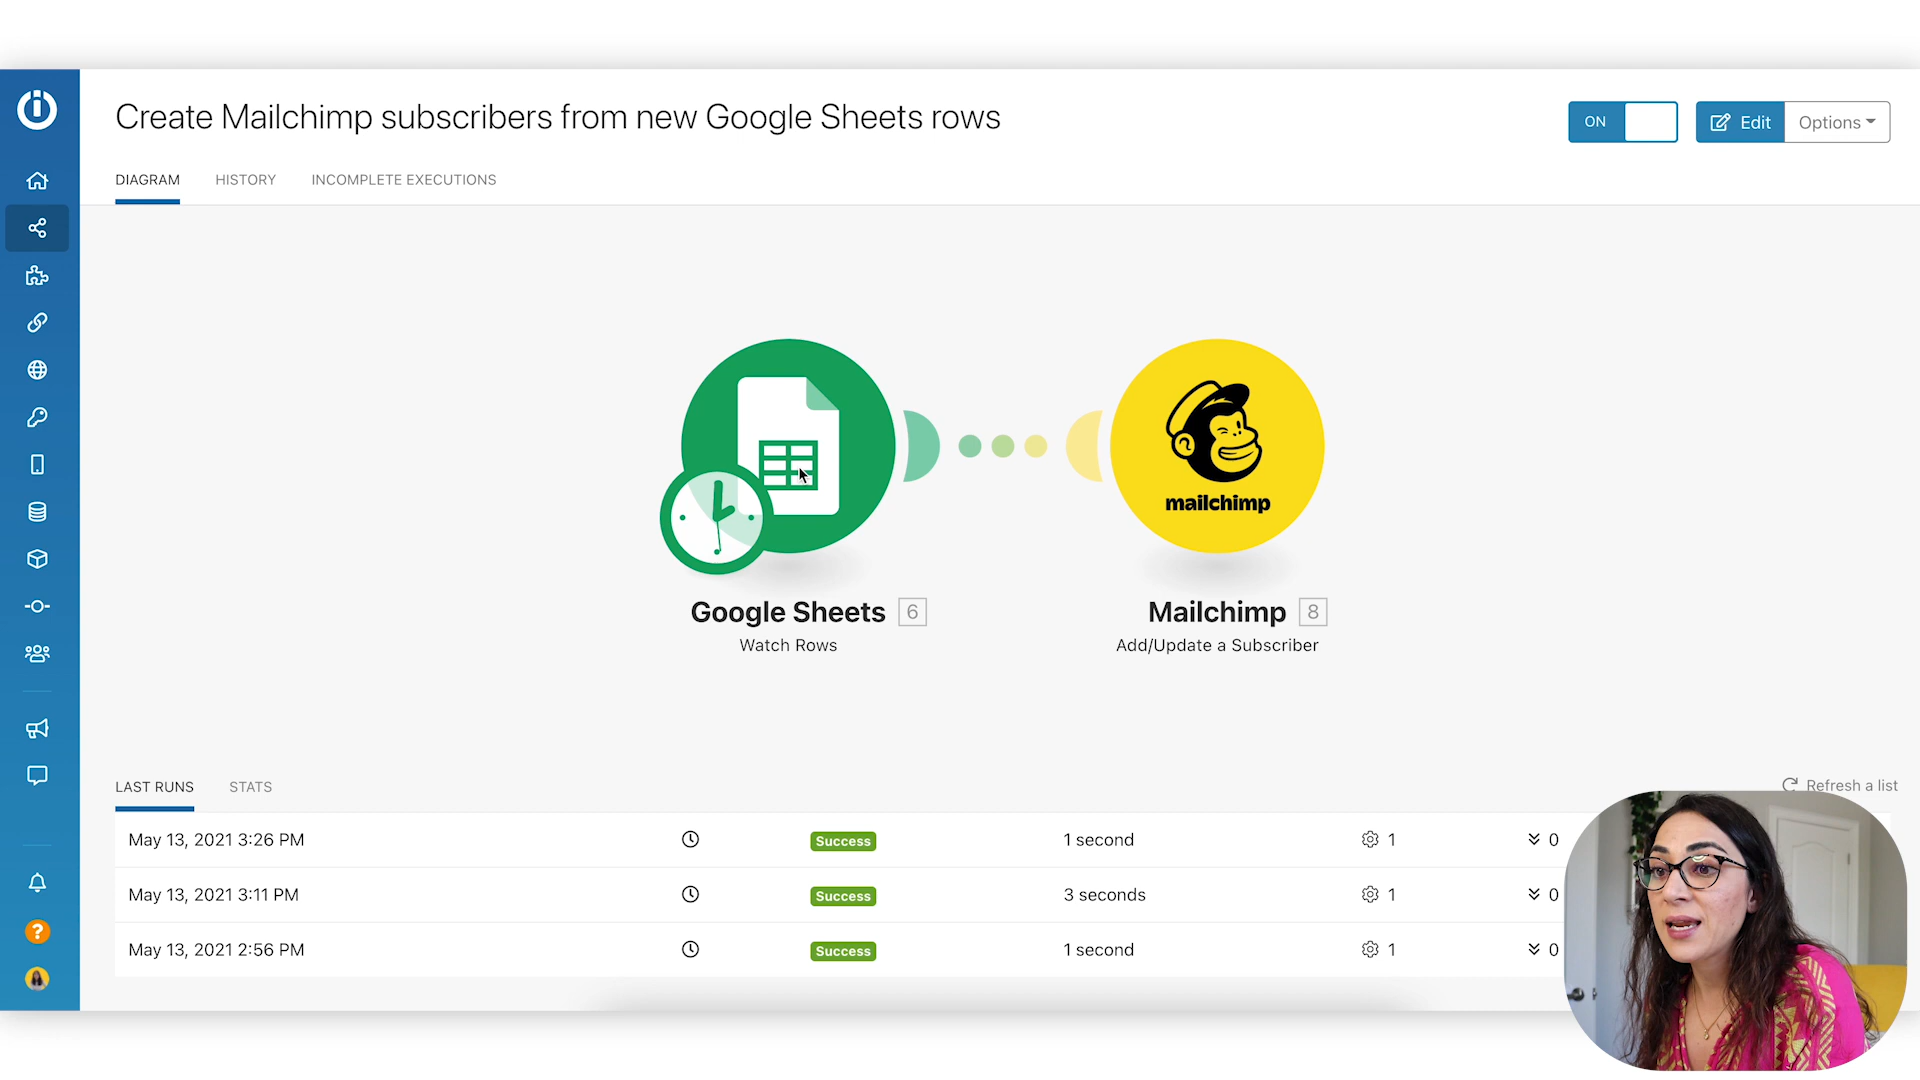 Create Mailchimp subscribers from new Google Sheets rows
ON
Edit
Options
DIAGRAM
HISTORY
INCOMPLETE EXECUTIONS
mailchimp
Google Sheets 6
Watch Rows
Mailchimp 8
Add/Update a Subscriber
LAST RUNS
STATS
Refresh a list
May 13, 2021 3:26 PM Success 1 second 1 0
May 13, 2021 3:11 PM Success 3 seconds 1 0
May 13, 2021 2:56 PM Success 1 second 1 0
?